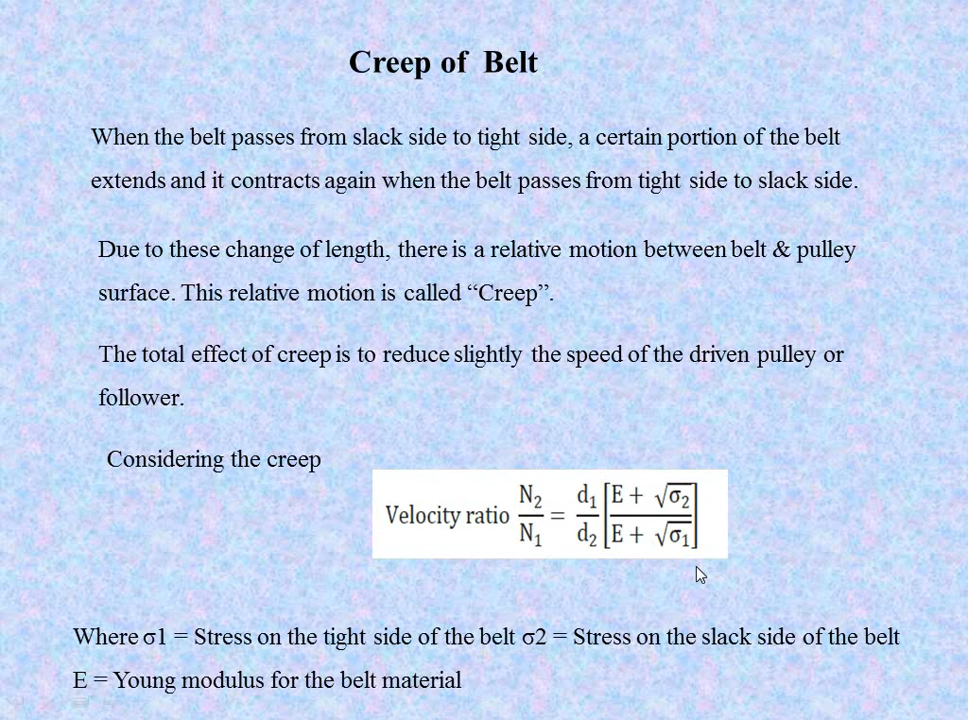 Creep of Belt
When the belt passes from slack side to tight side, a certain portion of the belt
extends and it contracts again when the belt passes from tight side to slack side.
Due to these change of length, there is a relative motion between belt & pulley
surface. This relative motion is called “Creep”.
The total effect of creep is to reduce slightly the speed of the driven pulley or
follower.
Considering the creep
Velocity ratio N₂/N₁ = d₁/d₂ [E + √σ₂ / E + √σ₁]
Where σ1 = Stress on the tight side of the belt σ2 = Stress on the slack side of the belt
E = Young modulus for the belt material